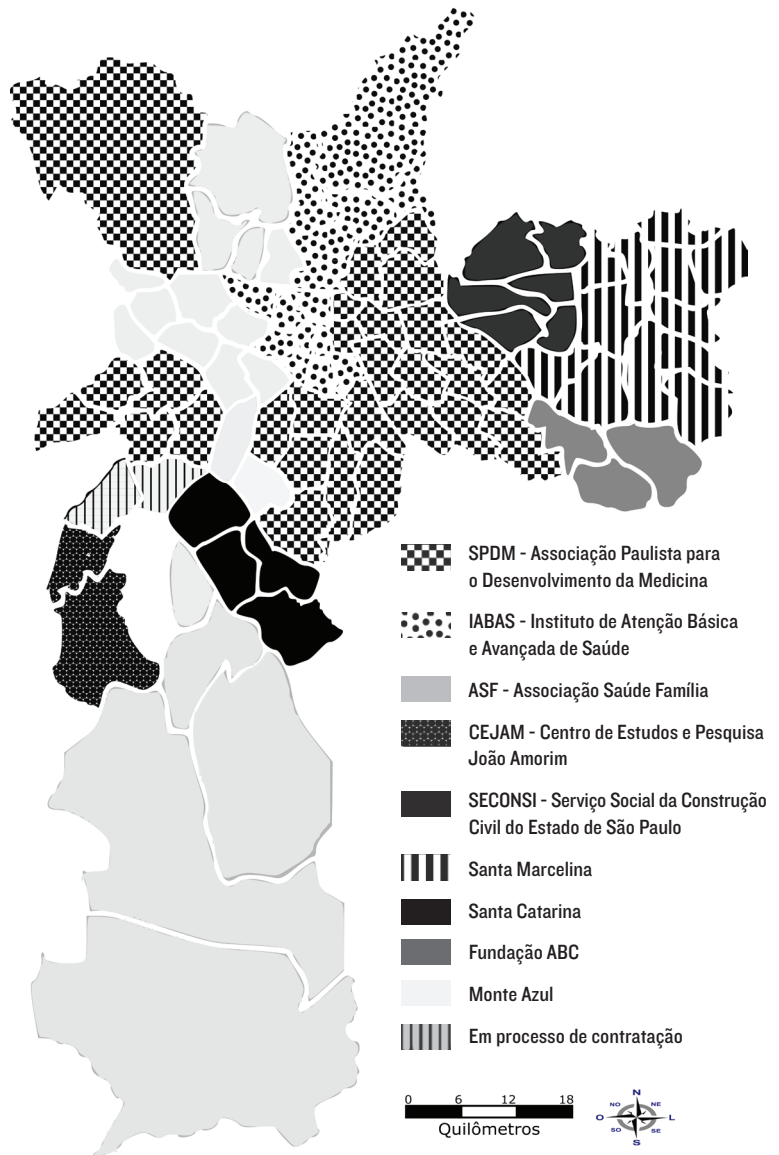 SPDM - Associação Paulista para
o Desenvolvimento da Medicina
IABAS - Instituto de Atenção Básica
e Avançada de Saúde
ASF - Associação Saúde Família
CEJAM - Centro de Estudos e Pesquisa
João Amorim
SECONSI - Serviço Social da Construção
Civil do Estado de São Paulo
Santa Marcelina
Santa Catarina
Fundação ABC
Monte Azul
Em processo de contratação
0 6 12 18
Quilômetros
N
NO NE
O L
SO SE
S